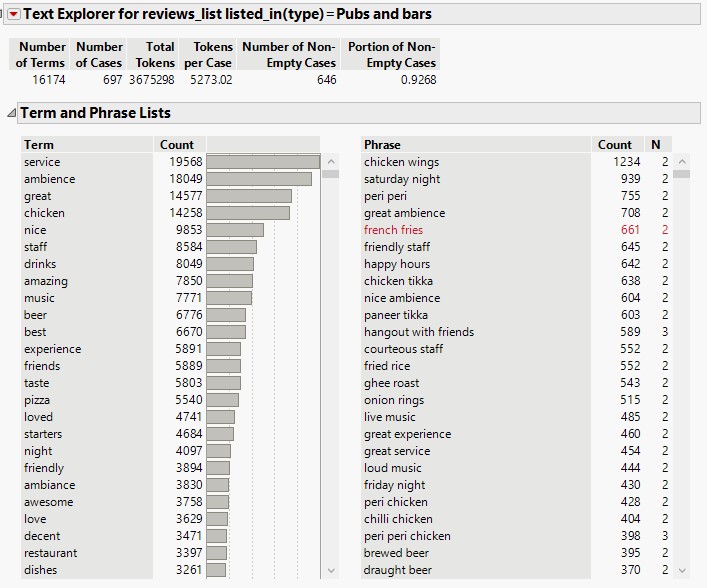 Text Explorer for reviews_list listed_in(type)=Pubs and bars
Number of Terms Number of Cases Total Tokens Tokens per Case Number of Non-Empty Cases Portion of Non-Empty Cases
16174 697 3675298 5273.02 646 0.9268
Term and Phrase Lists
Term Count
service 19568
ambience 18049
great 14577
chicken 14258
nice 9853
staff 8584
drinks 8049
amazing 7850
music 7771
beer 6776
best 6670
experience 5891
friends 5889
taste 5803
pizza 5540
loved 4741
starters 4684
night 4097
friendly 3894
ambiance 3830
awesome 3758
love 3629
decent 3471
restaurant 3397
dishes 3261
Phrase Count N
chicken wings 1234 2
saturday night 939 2
peri peri 755 2
great ambience 708 2
french fries 661 2
friendly staff 645 2
happy hours 642 2
chicken tikka 638 2
nice ambience 604 2
paneer tikka 603 2
hangout with friends 589 3
courteous staff 552 2
fried rice 552 2
ghee roast 543 2
onion rings 515 2
live music 485 2
great experience 460 2
great service 454 2
loud music 444 2
friday night 430 2
peri chicken 428 2
chilli chicken 404 2
peri peri chicken 398 3
brewed beer 395 2
draught beer 370 2